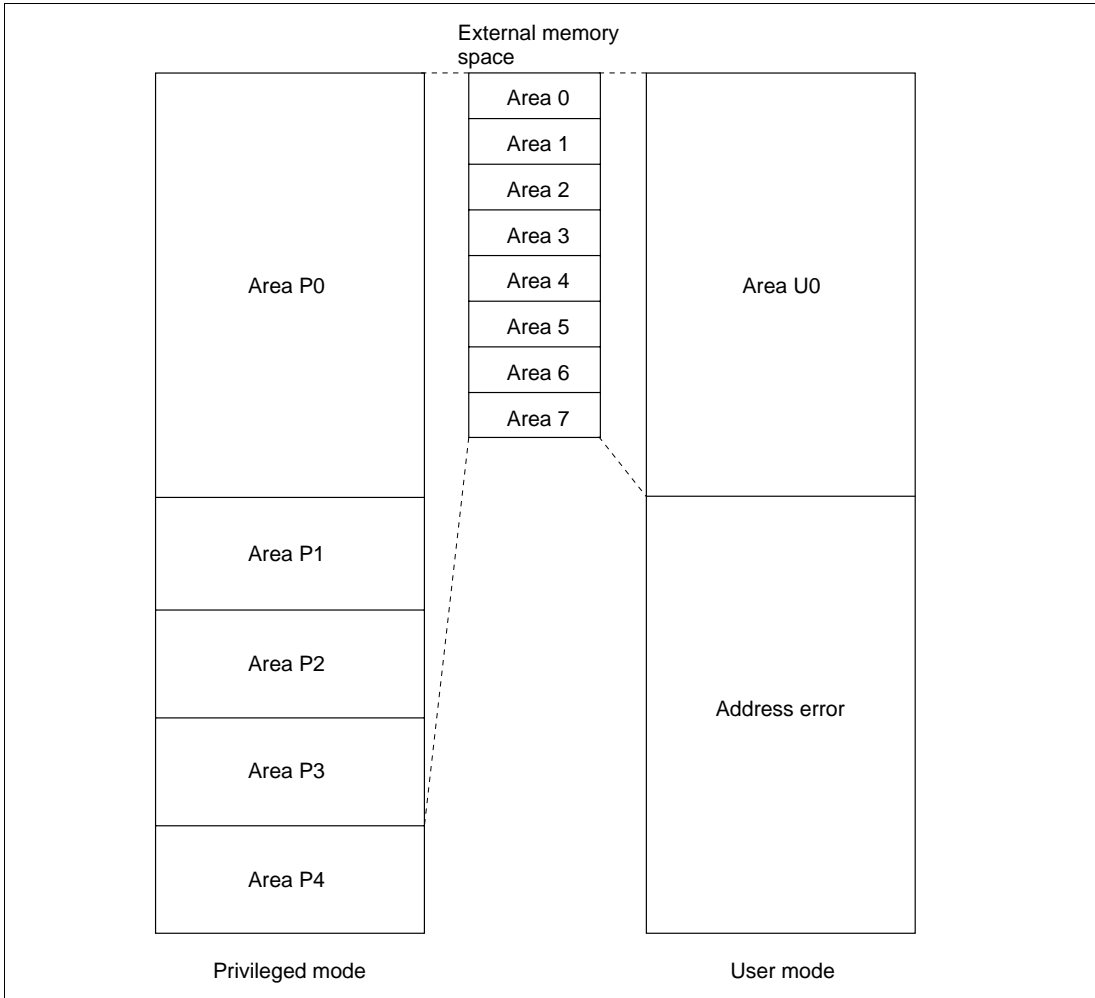 External memory
space
Area 0
Area 1
Area 2
Area 3
Area 4
Area 5
Area 6
Area 7
Area P0
Area P1
Area P2
Area P3
Area P4
Privileged mode
Area U0
Address error
User mode